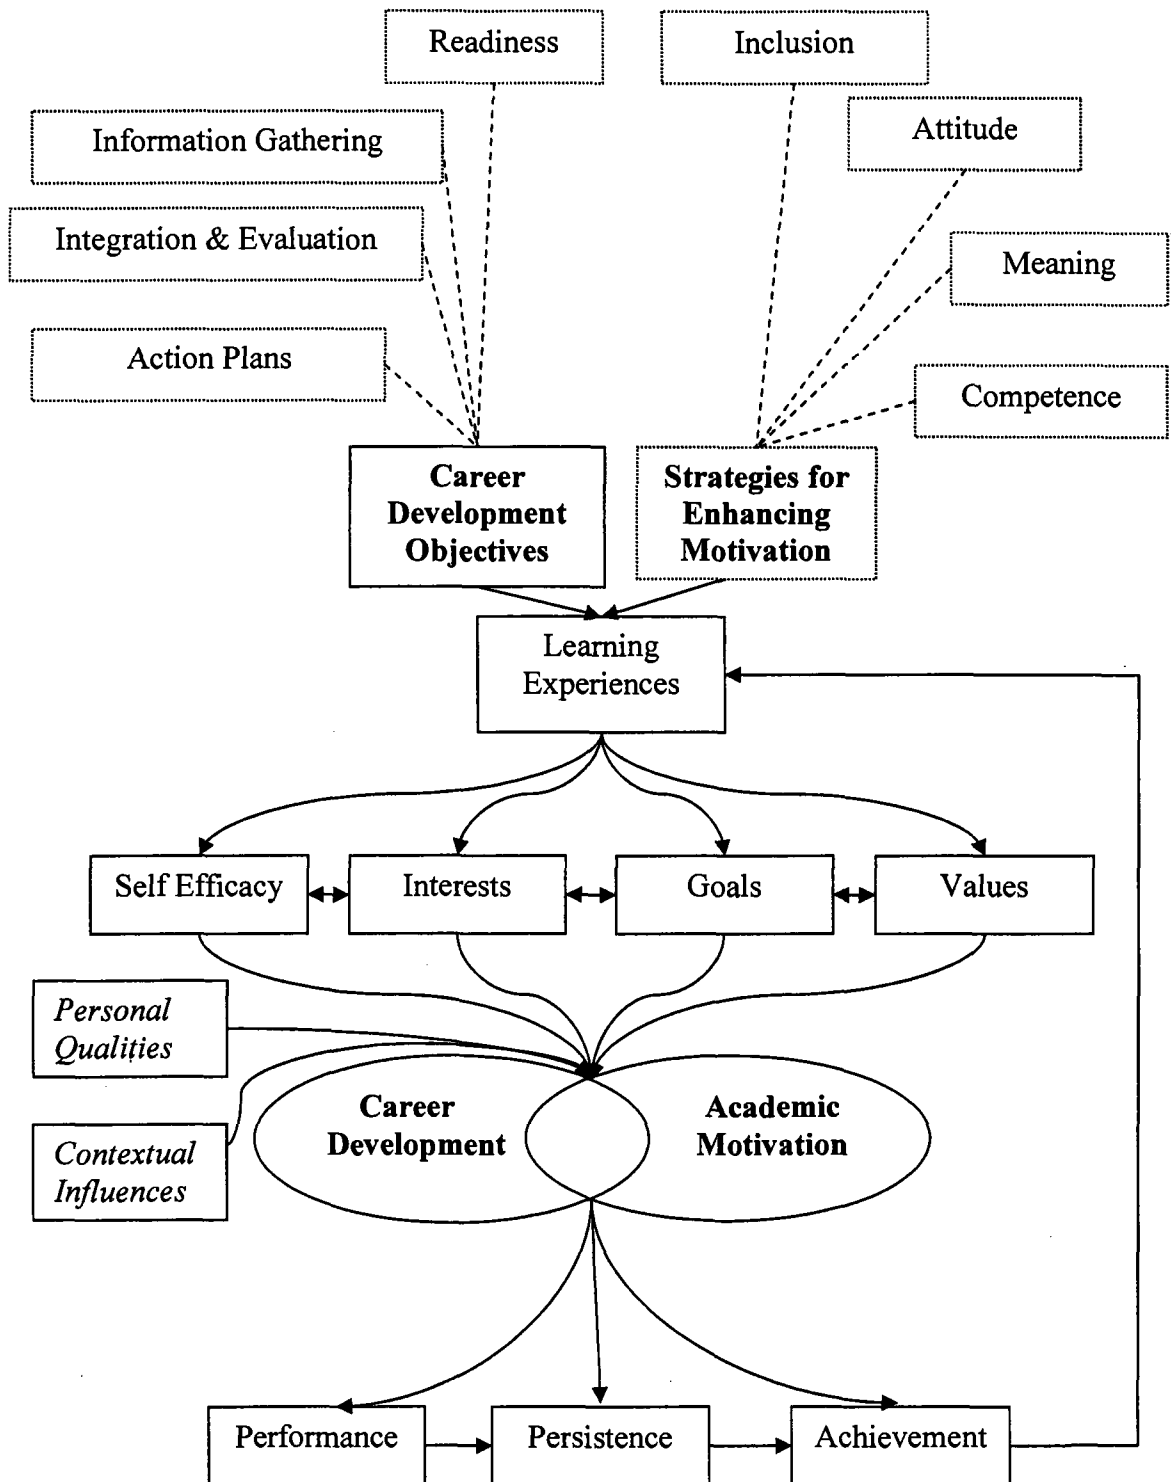 Readiness
Inclusion
Information Gathering
Attitude
Integration & Evaluation
Meaning
Action Plans
Competence
Career
Development
Objectives
Strategies for
Enhancing
Motivation
Learning
Experiences
Self Efficacy
Interests
Goals
Values
Personal
Qualities
Career
Development
Academic
Motivation
Contextual
Influences
Performance
Persistence
Achievement